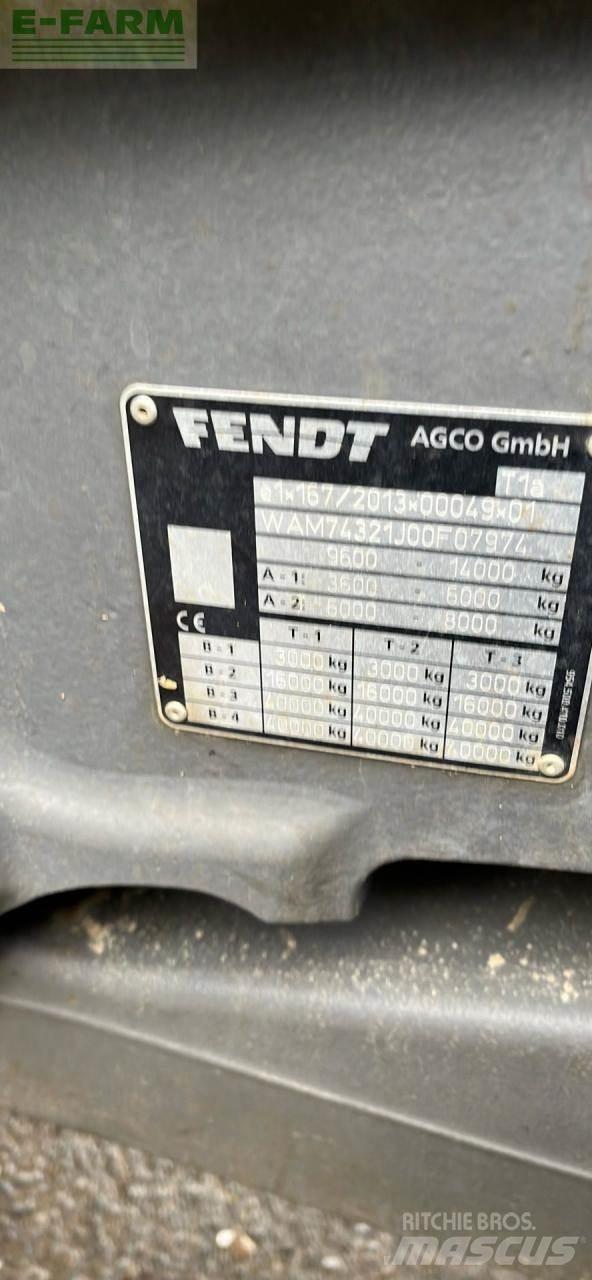 E-FARM
FENDT AGCO GmbH
T1a
e1*167/2013*00049*01
WAM74321J00F07974
9600 - 14000 kg
A-1: 3600 - 6000 kg
A-2: 6000 - 8000 kg
CE
T-1 T-2 T-3
B-1 3000 kg 3000 kg 3000 kg
B-2 16000 kg 16000 kg 16000 kg
B-3 40000 kg 40000 kg 40000 kg
B-4 40000 kg 40000 kg 40000 kg
RITCHIE BROS.
MASCUS